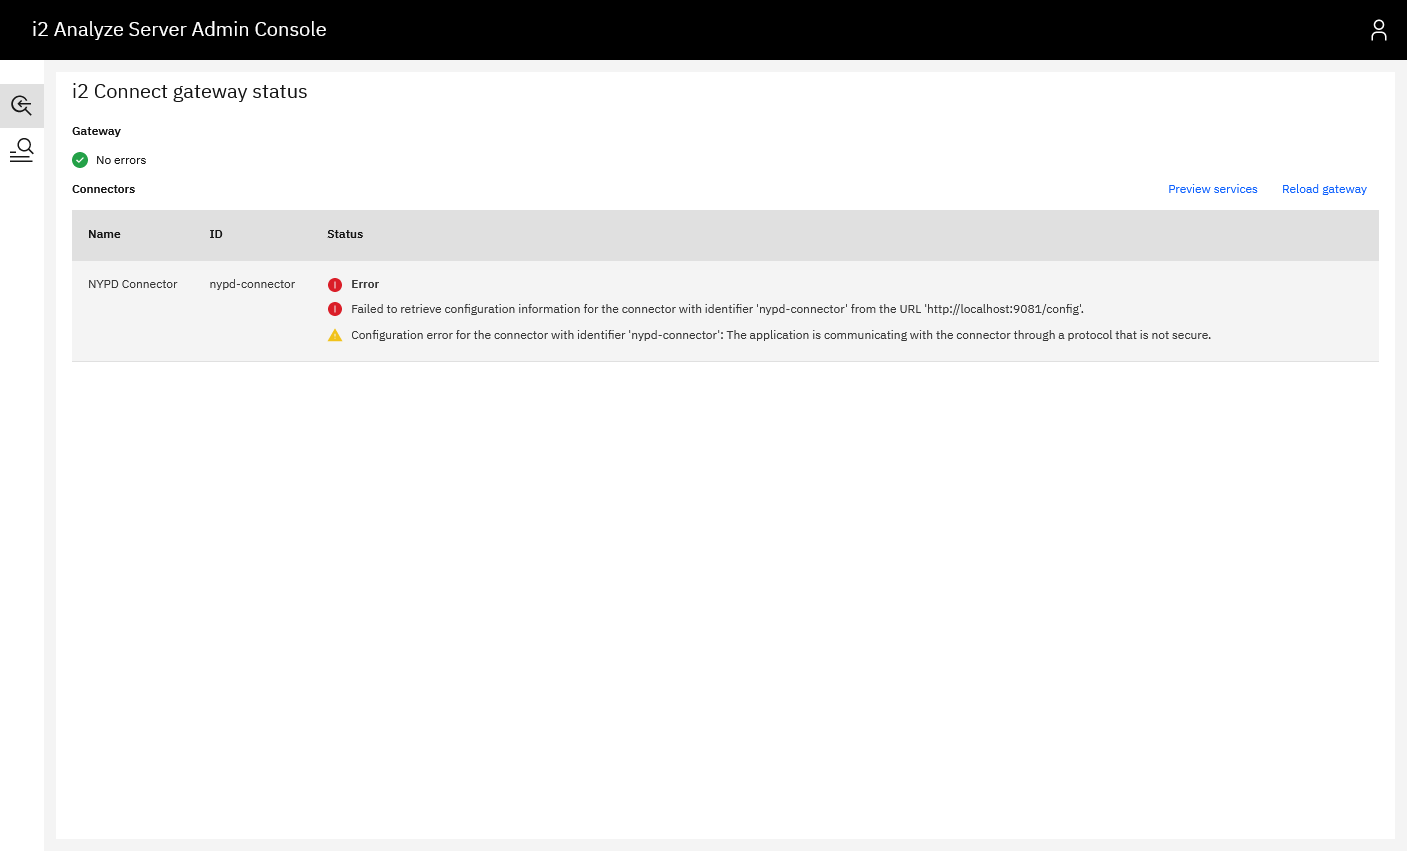 i2 Analyze Server Admin Console
i2 Connect gateway status
Gateway
No errors
Connectors
Preview services
Reload gateway
Name
ID
Status
NYPD Connector
nypd-connector
Error
Failed to retrieve configuration information for the connector with identifier 'nypd-connector' from the URL 'http://localhost:9081/config'.
Configuration error for the connector with identifier 'nypd-connector': The application is communicating with the connector through a protocol that is not secure.